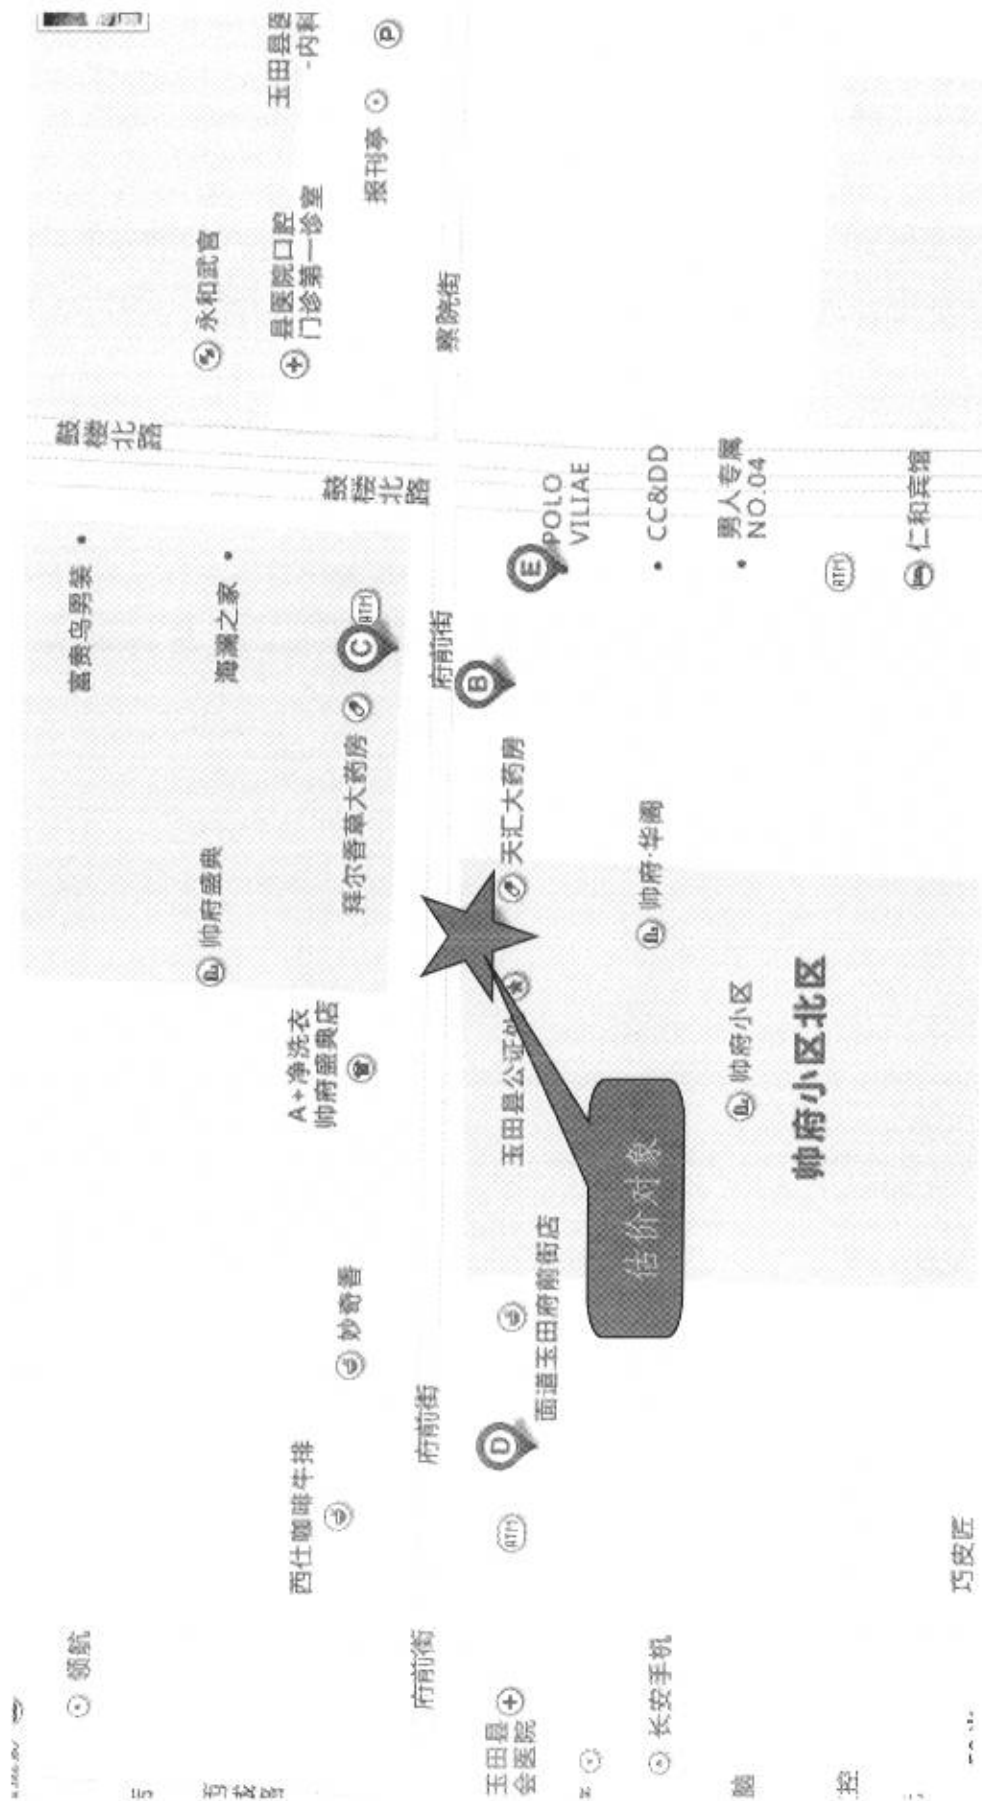 鼓楼北路
富贵鸟男装
永和武馆
海澜之家
帅府盛典
玉田县医
-内科
县医院口腔
门诊第一诊室
报刊亭
P
鼓楼北路
C
ATM
拜尔香草大药房
A+净洗衣
帅府盛典店
妙奇香
西仕咖啡牛排
领航
察院街
府前街
府前街
府前街
B
E
POLO
VILIAE
天汇大药房
玉田县公证处
D
面道玉田府前街店
ATM
玉田县
会医院
估价对象
CC&DD
帅府·华阁
长安手机
男人专属
NO.04
帅府小区
帅府小区北区
脑
ATM
控
仁和宾馆
巧皮匠